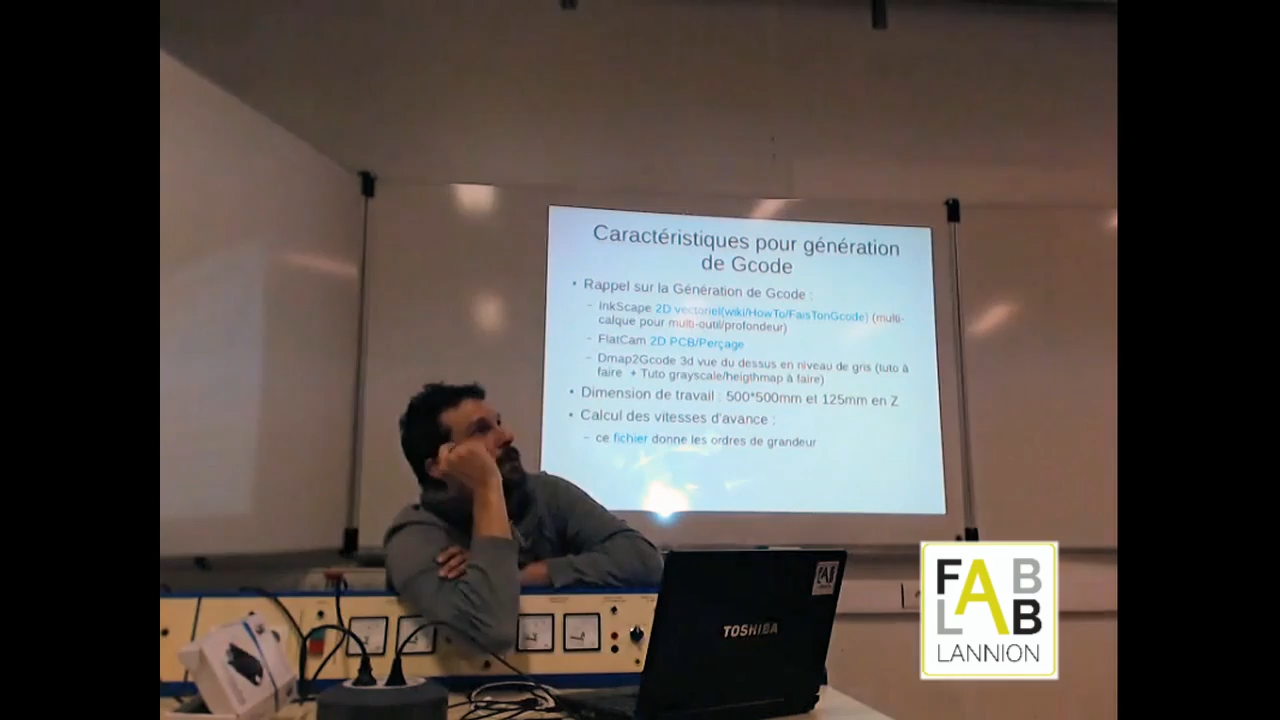 Caractéristiques pour génération
de Gcode
• Rappel sur la Génération de Gcode :
– InkScape 2D vectoriel(wiki/HowTo/FaisTonGcode) (multi-
calque pour multi-outil/profondeur)
– FlatCam 2D PCB/Perçage
– Dmap2Gcode 3d vue du dessus en niveau de gris (tuto à
faire + Tuto grayscale/heigthmap à faire)
• Dimension de travail : 500*500mm et 125mm en Z
• Calcul des vitesses d'avance :
– ce fichier donne les ordres de grandeur
TOSHIBA
FAB
LAB
LANNION